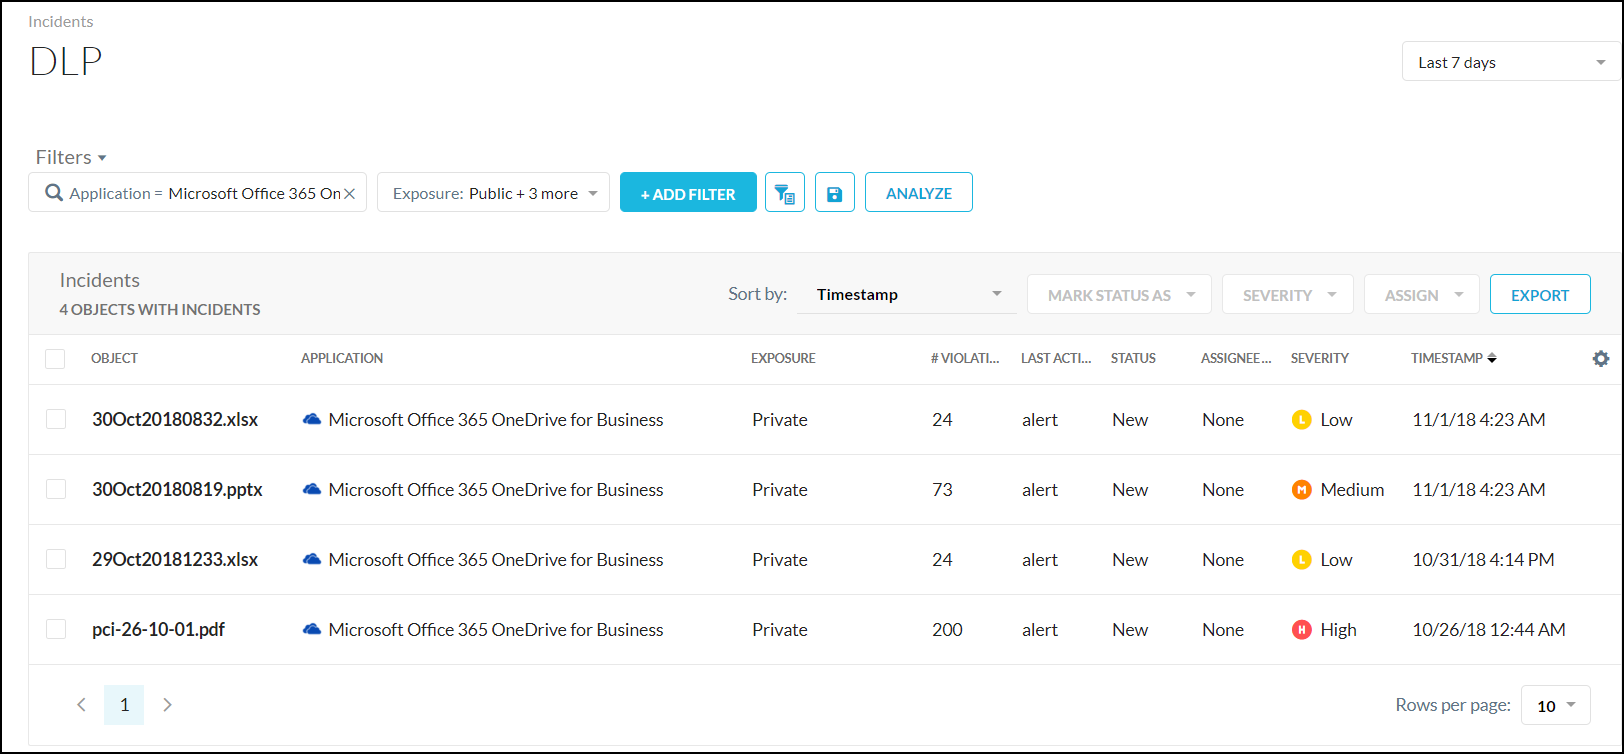 Incidents
DLP
Last 7 days
Filters
Application = Microsoft Office 365 On
Exposure: Public + 3 more
+ ADD FILTER
ANALYZE
Incidents
4 OBJECTS WITH INCIDENTS
Sort by: Timestamp
MARK STATUS AS
SEVERITY
ASSIGN
EXPORT
OBJECT APPLICATION EXPOSURE # VIOLATI... LAST ACTI... STATUS ASSIGNEE... SEVERITY TIMESTAMP
30Oct20180832.xlsx Microsoft Office 365 OneDrive for Business Private 24 alert New None L Low 11/1/18 4:23 AM
30Oct20180819.pptx Microsoft Office 365 OneDrive for Business Private 73 alert New None M Medium 11/1/18 4:23 AM
29Oct20181233.xlsx Microsoft Office 365 OneDrive for Business Private 24 alert New None L Low 10/31/18 4:14 PM
pci-26-10-01.pdf Microsoft Office 365 OneDrive for Business Private 200 alert New None H High 10/26/18 12:44 AM
1
Rows per page: 10